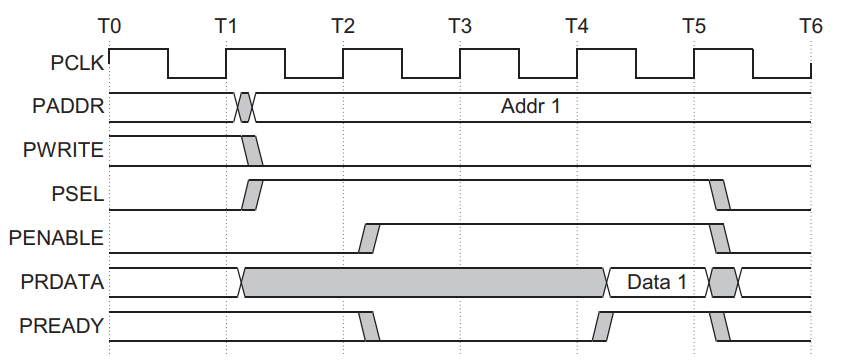 T0 T1 T2 T3 T4 T5 T6
PCLK
PADDR Addr 1
PWRITE
PSEL
PENABLE
PRDATA Data 1
PREADY